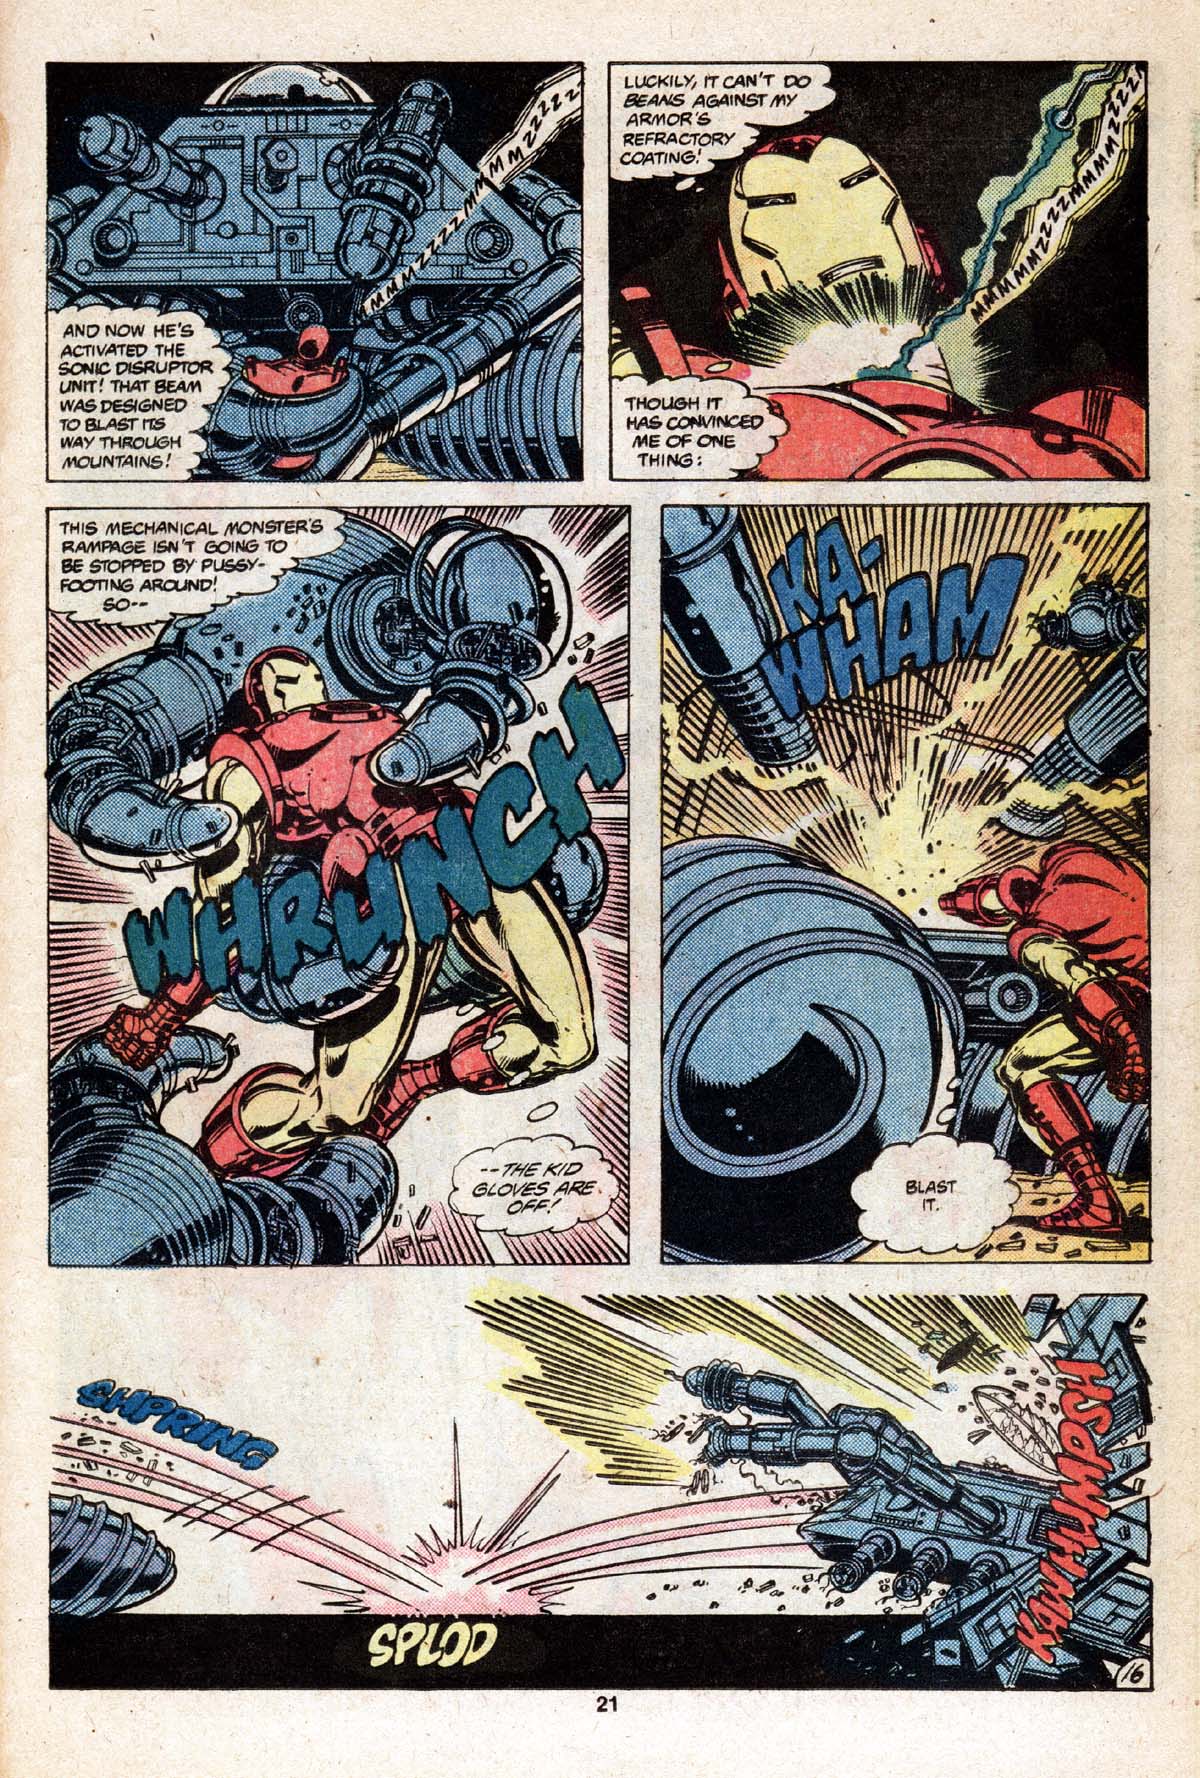 MMMZZZZMMMMMZZZZZ
AND NOW HE'S
ACTIVATED THE
SONIC DISRUPTOR
UNIT! THAT BEAM
WAS DESIGNED
TO BLAST ITS
WAY THROUGH
MOUNTAINS!
LUCKILY, IT CAN'T DO
BEANS AGAINST MY
ARMOR'S
REFRACTORY
COATING!
MMMMMZZZZMMMMMZZZZZ
THOUGH IT
HAS CONVINCED
ME OF ONE
THING:
THIS MECHANICAL MONSTER'S
RAMPAGE ISN'T GOING TO
BE STOPPED BY PUSSY-
FOOTING AROUND!
SO--
WHRUNCH
--THE KID
GLOVES ARE
OFF!
KA-
WHAM
BLAST
IT.
SHPRING
SPLOD
WHUMPDSH
16
21